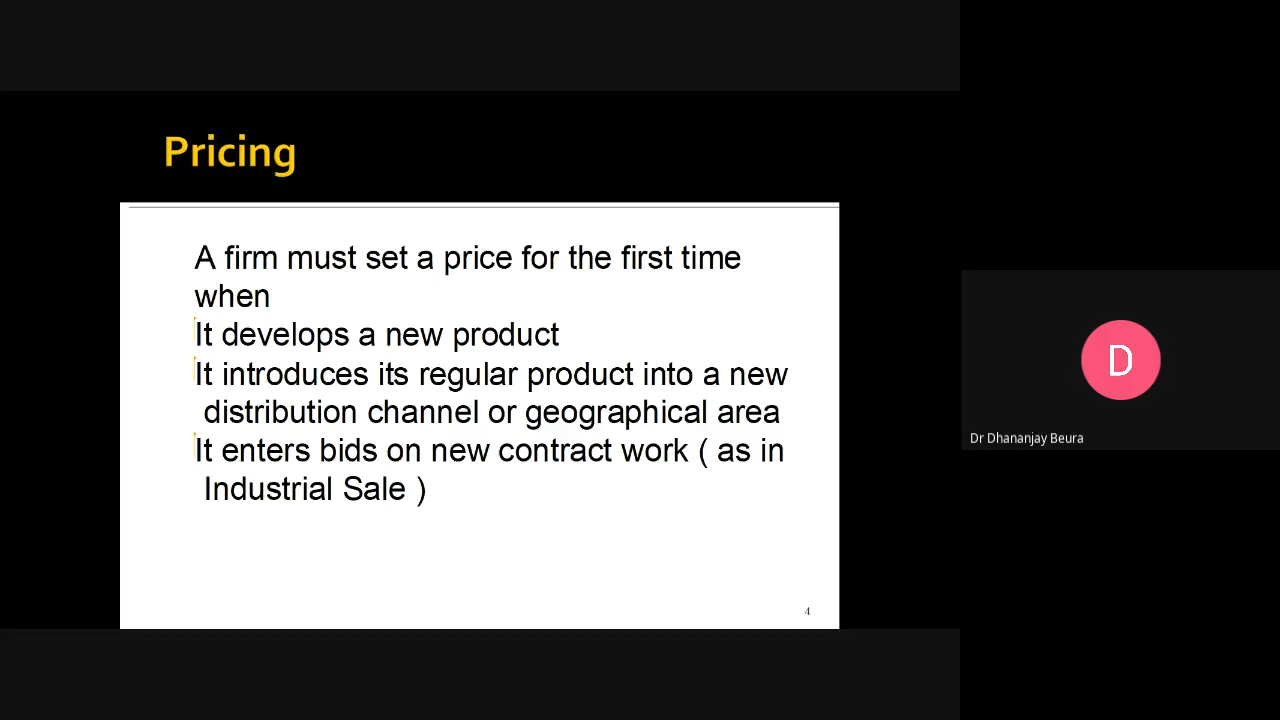 Pricing
A firm must set a price for the first time
when
It develops a new product
It introduces its regular product into a new
distribution channel or geographical area
It enters bids on new contract work ( as in
Industrial Sale )
4
D
Dr Dhananjay Beura